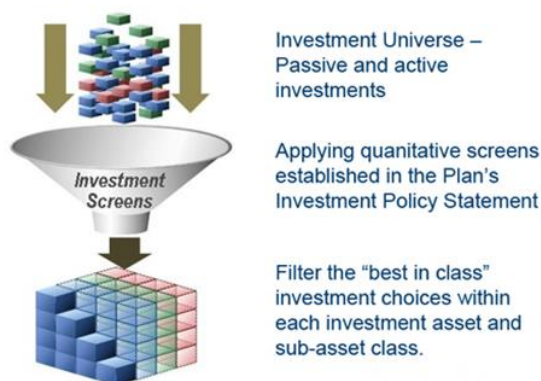 Investment Universe –
Passive and active
investments
Investment
Screens
Applying quanitative screens
established in the Plan's
Investment Policy Statement
Filter the “best in class”
investment choices within
each investment asset and
sub-asset class.